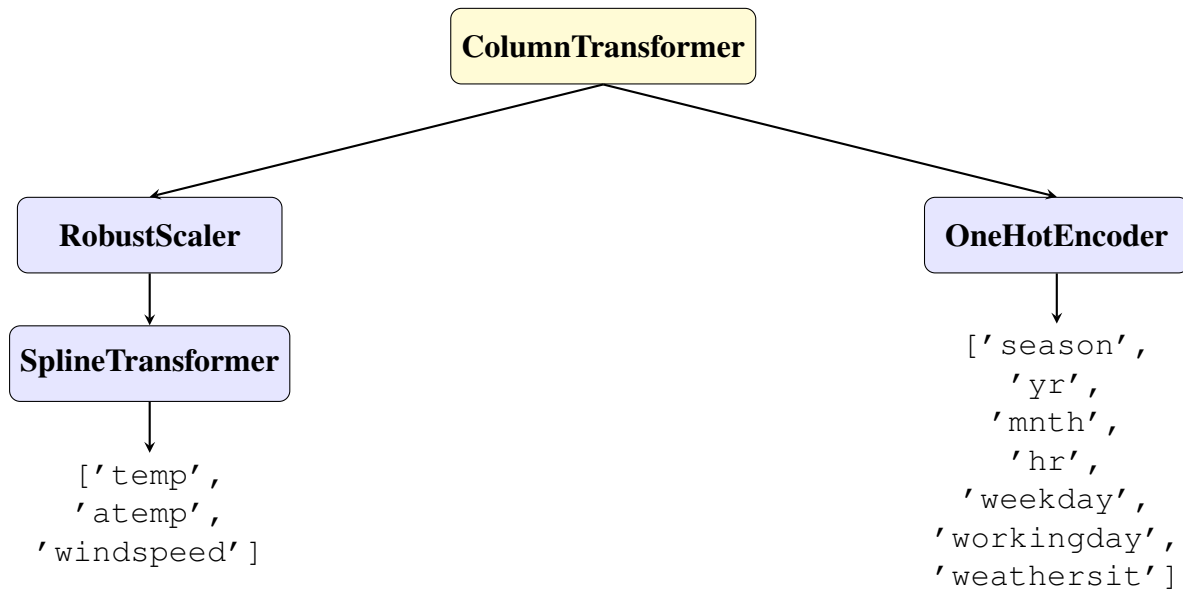 ColumnTransformer
RobustScaler
OneHotEncoder
SplineTransformer
['temp',
'atemp',
'windspeed']
['season',
'yr',
'mnth',
'hr',
'weekday',
'workingday',
'weathersit']